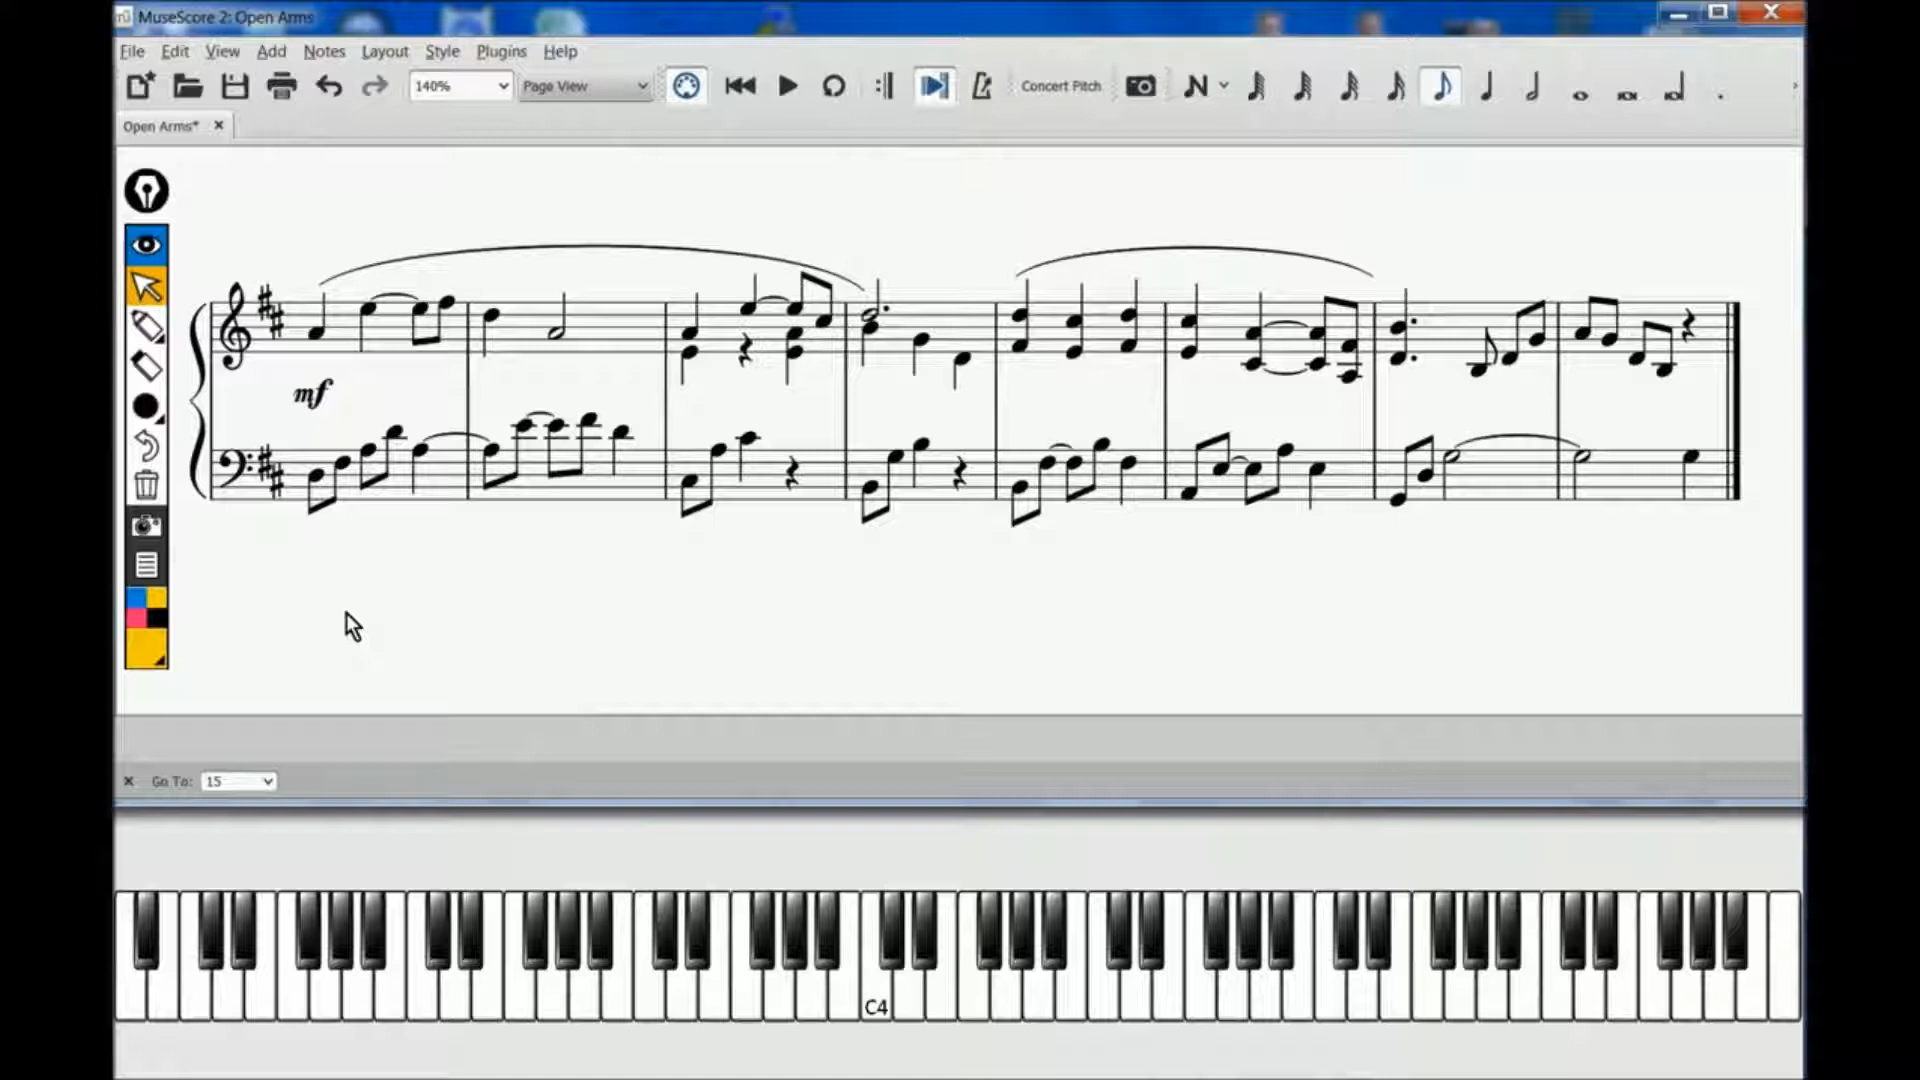 MuseScore 2: Open Arms
File Edit View Add Notes Layout Style Plugins Help
140% Page View Concert Pitch N
Open Arms*
mf
Go To: 15
C4